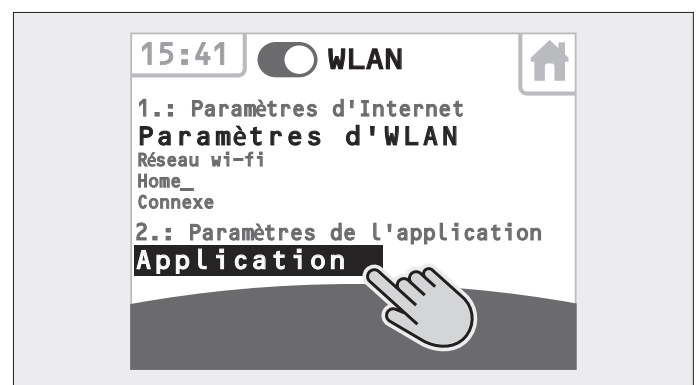 15:41 WLAN
1.: Paramètres d'Internet
Paramètres d'WLAN
Réseau wi-fi
Home_
Connexe
2.: Paramètres de l'application
Application